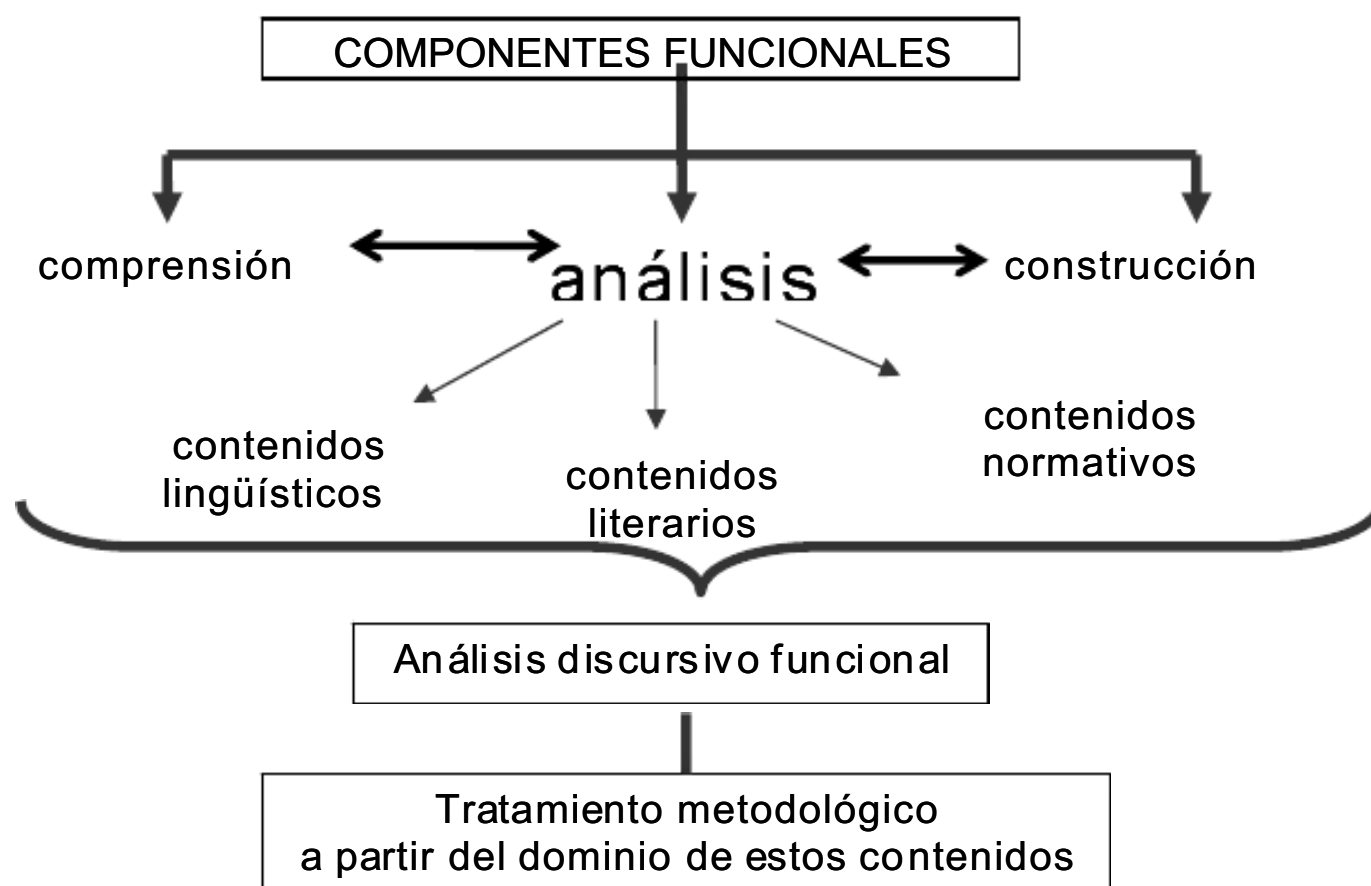 COMPONENTES FUNCIONALES
comprensión
análisis
construcción
contenidos
lingüísticos
contenidos
literarios
contenidos
normativos
Análisis discursivo funcional
Tratamiento metodológico
a partir del dominio de estos contenidos